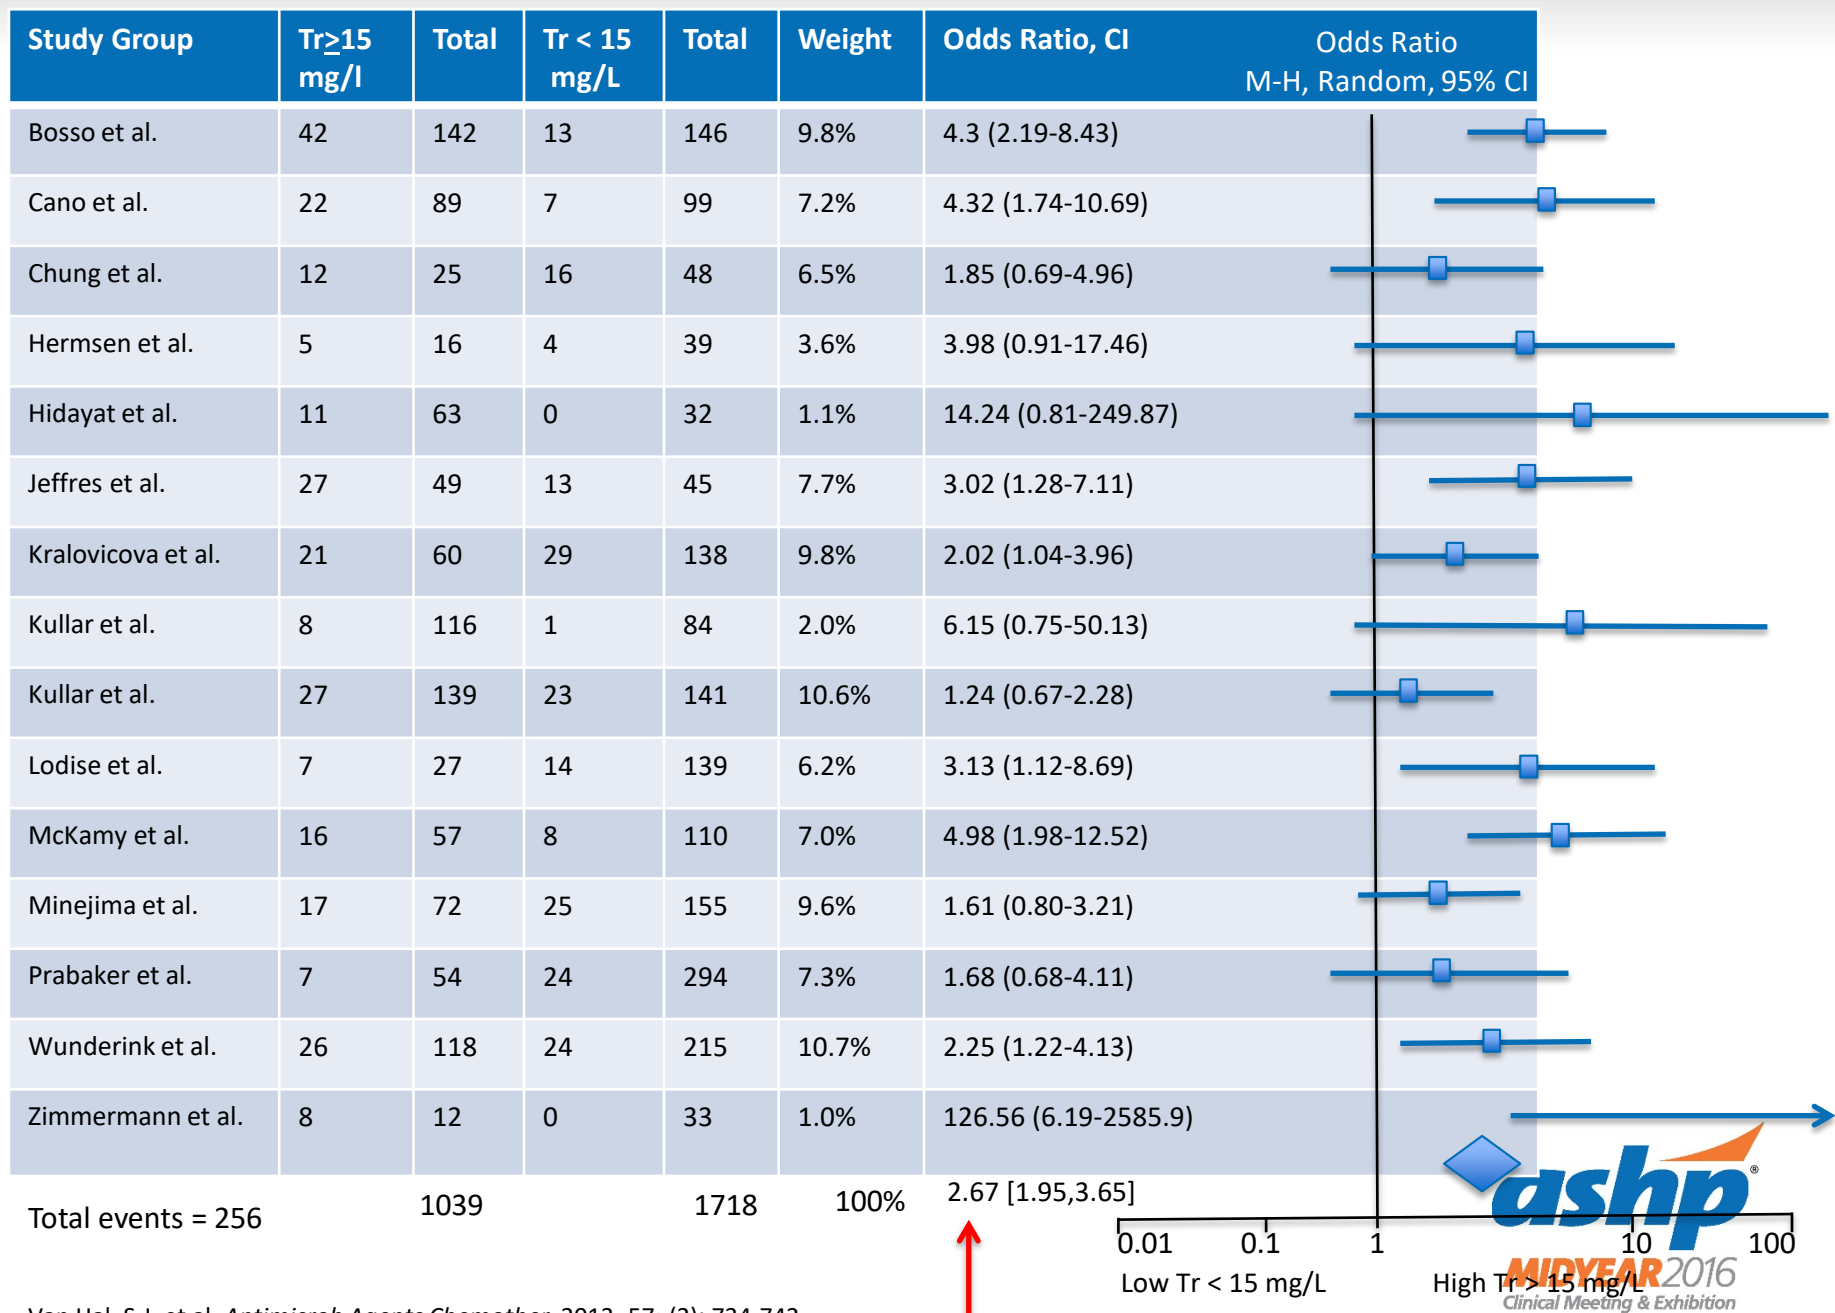 Study Group Tr≥15 mg/l Total Tr < 15 mg/L Total Weight Odds Ratio, CI Odds Ratio M-H, Random, 95% CI
Bosso et al. 42 142 13 146 9.8% 4.3 (2.19-8.43)
Cano et al. 22 89 7 99 7.2% 4.32 (1.74-10.69)
Chung et al. 12 25 16 48 6.5% 1.85 (0.69-4.96)
Hermsen et al. 5 16 4 39 3.6% 3.98 (0.91-17.46)
Hidayat et al. 11 63 0 32 1.1% 14.24 (0.81-249.87)
Jeffres et al. 27 49 13 45 7.7% 3.02 (1.28-7.11)
Kralovicova et al. 21 60 29 138 9.8% 2.02 (1.04-3.96)
Kullar et al. 8 116 1 84 2.0% 6.15 (0.75-50.13)
Kullar et al. 27 139 23 141 10.6% 1.24 (0.67-2.28)
Lodise et al. 7 27 14 139 6.2% 3.13 (1.12-8.69)
McKamy et al. 16 57 8 110 7.0% 4.98 (1.98-12.52)
Minejima et al. 17 72 25 155 9.6% 1.61 (0.80-3.21)
Prabaker et al. 7 54 24 294 7.3% 1.68 (0.68-4.11)
Wunderink et al. 26 118 24 215 10.7% 2.25 (1.22-4.13)
Zimmermann et al. 8 12 0 33 1.0% 126.56 (6.19-2585.9)
Total events = 256 1039 1718 100% 2.67 [1.95,3.65]
ashp®
0.01 0.1 1 10 100
Low Tr < 15 mg/L High Tr > 15 mg/L
MIDYEAR 2016
Clinical Meeting & Exhibition
et al. Antimicrob Agents Chemother. 2013; 57: (2): 734-742